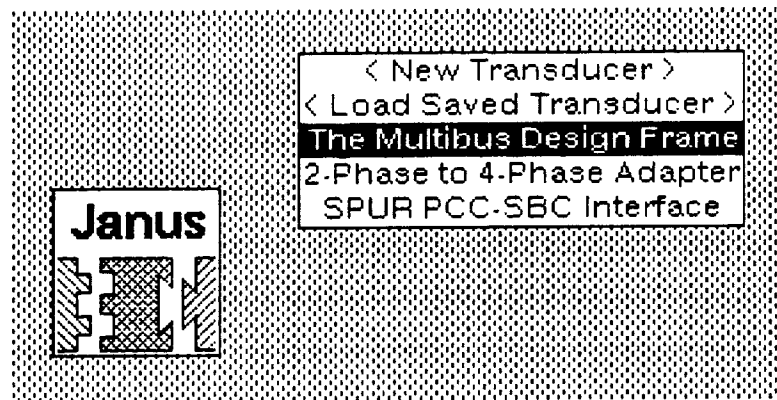 < New Transducer >
< Load Saved Transducer >
The Multibus Design Frame
2-Phase to 4-Phase Adapter
SPUR PCC-SBC Interface
Janus